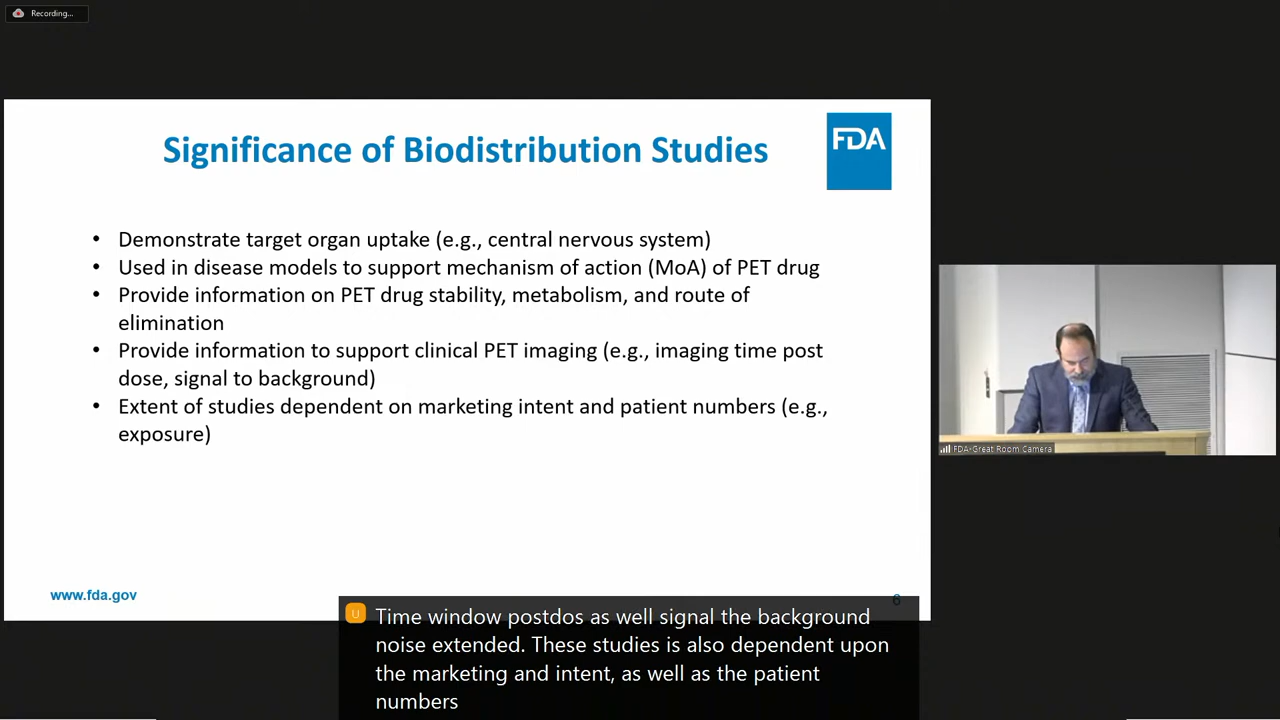 Recording...
Significance of Biodistribution Studies
FDA
• Demonstrate target organ uptake (e.g., central nervous system)
• Used in disease models to support mechanism of action (MoA) of PET drug
• Provide information on PET drug stability, metabolism, and route of
elimination
• Provide information to support clinical PET imaging (e.g., imaging time post
dose, signal to background)
• Extent of studies dependent on marketing intent and patient numbers (e.g.,
exposure)
FDA-Great Room Camera
www.fda.gov
6
U
Time window postdos as well signal the background
noise extended. These studies is also dependent upon
the marketing and intent, as well as the patient
numbers